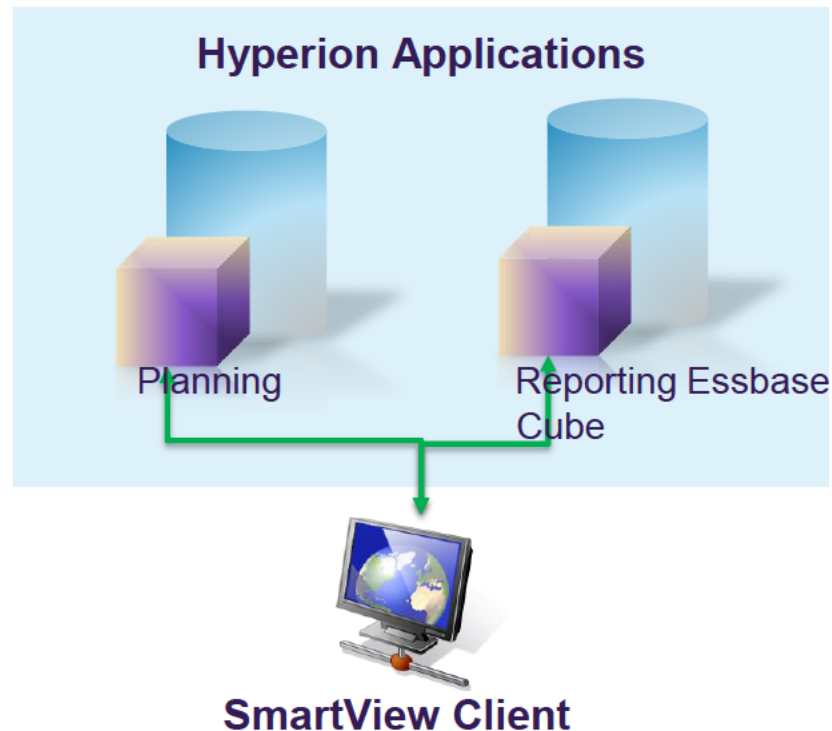 Hyperion Applications
Planning
Reporting Essbase
Cube
SmartView Client